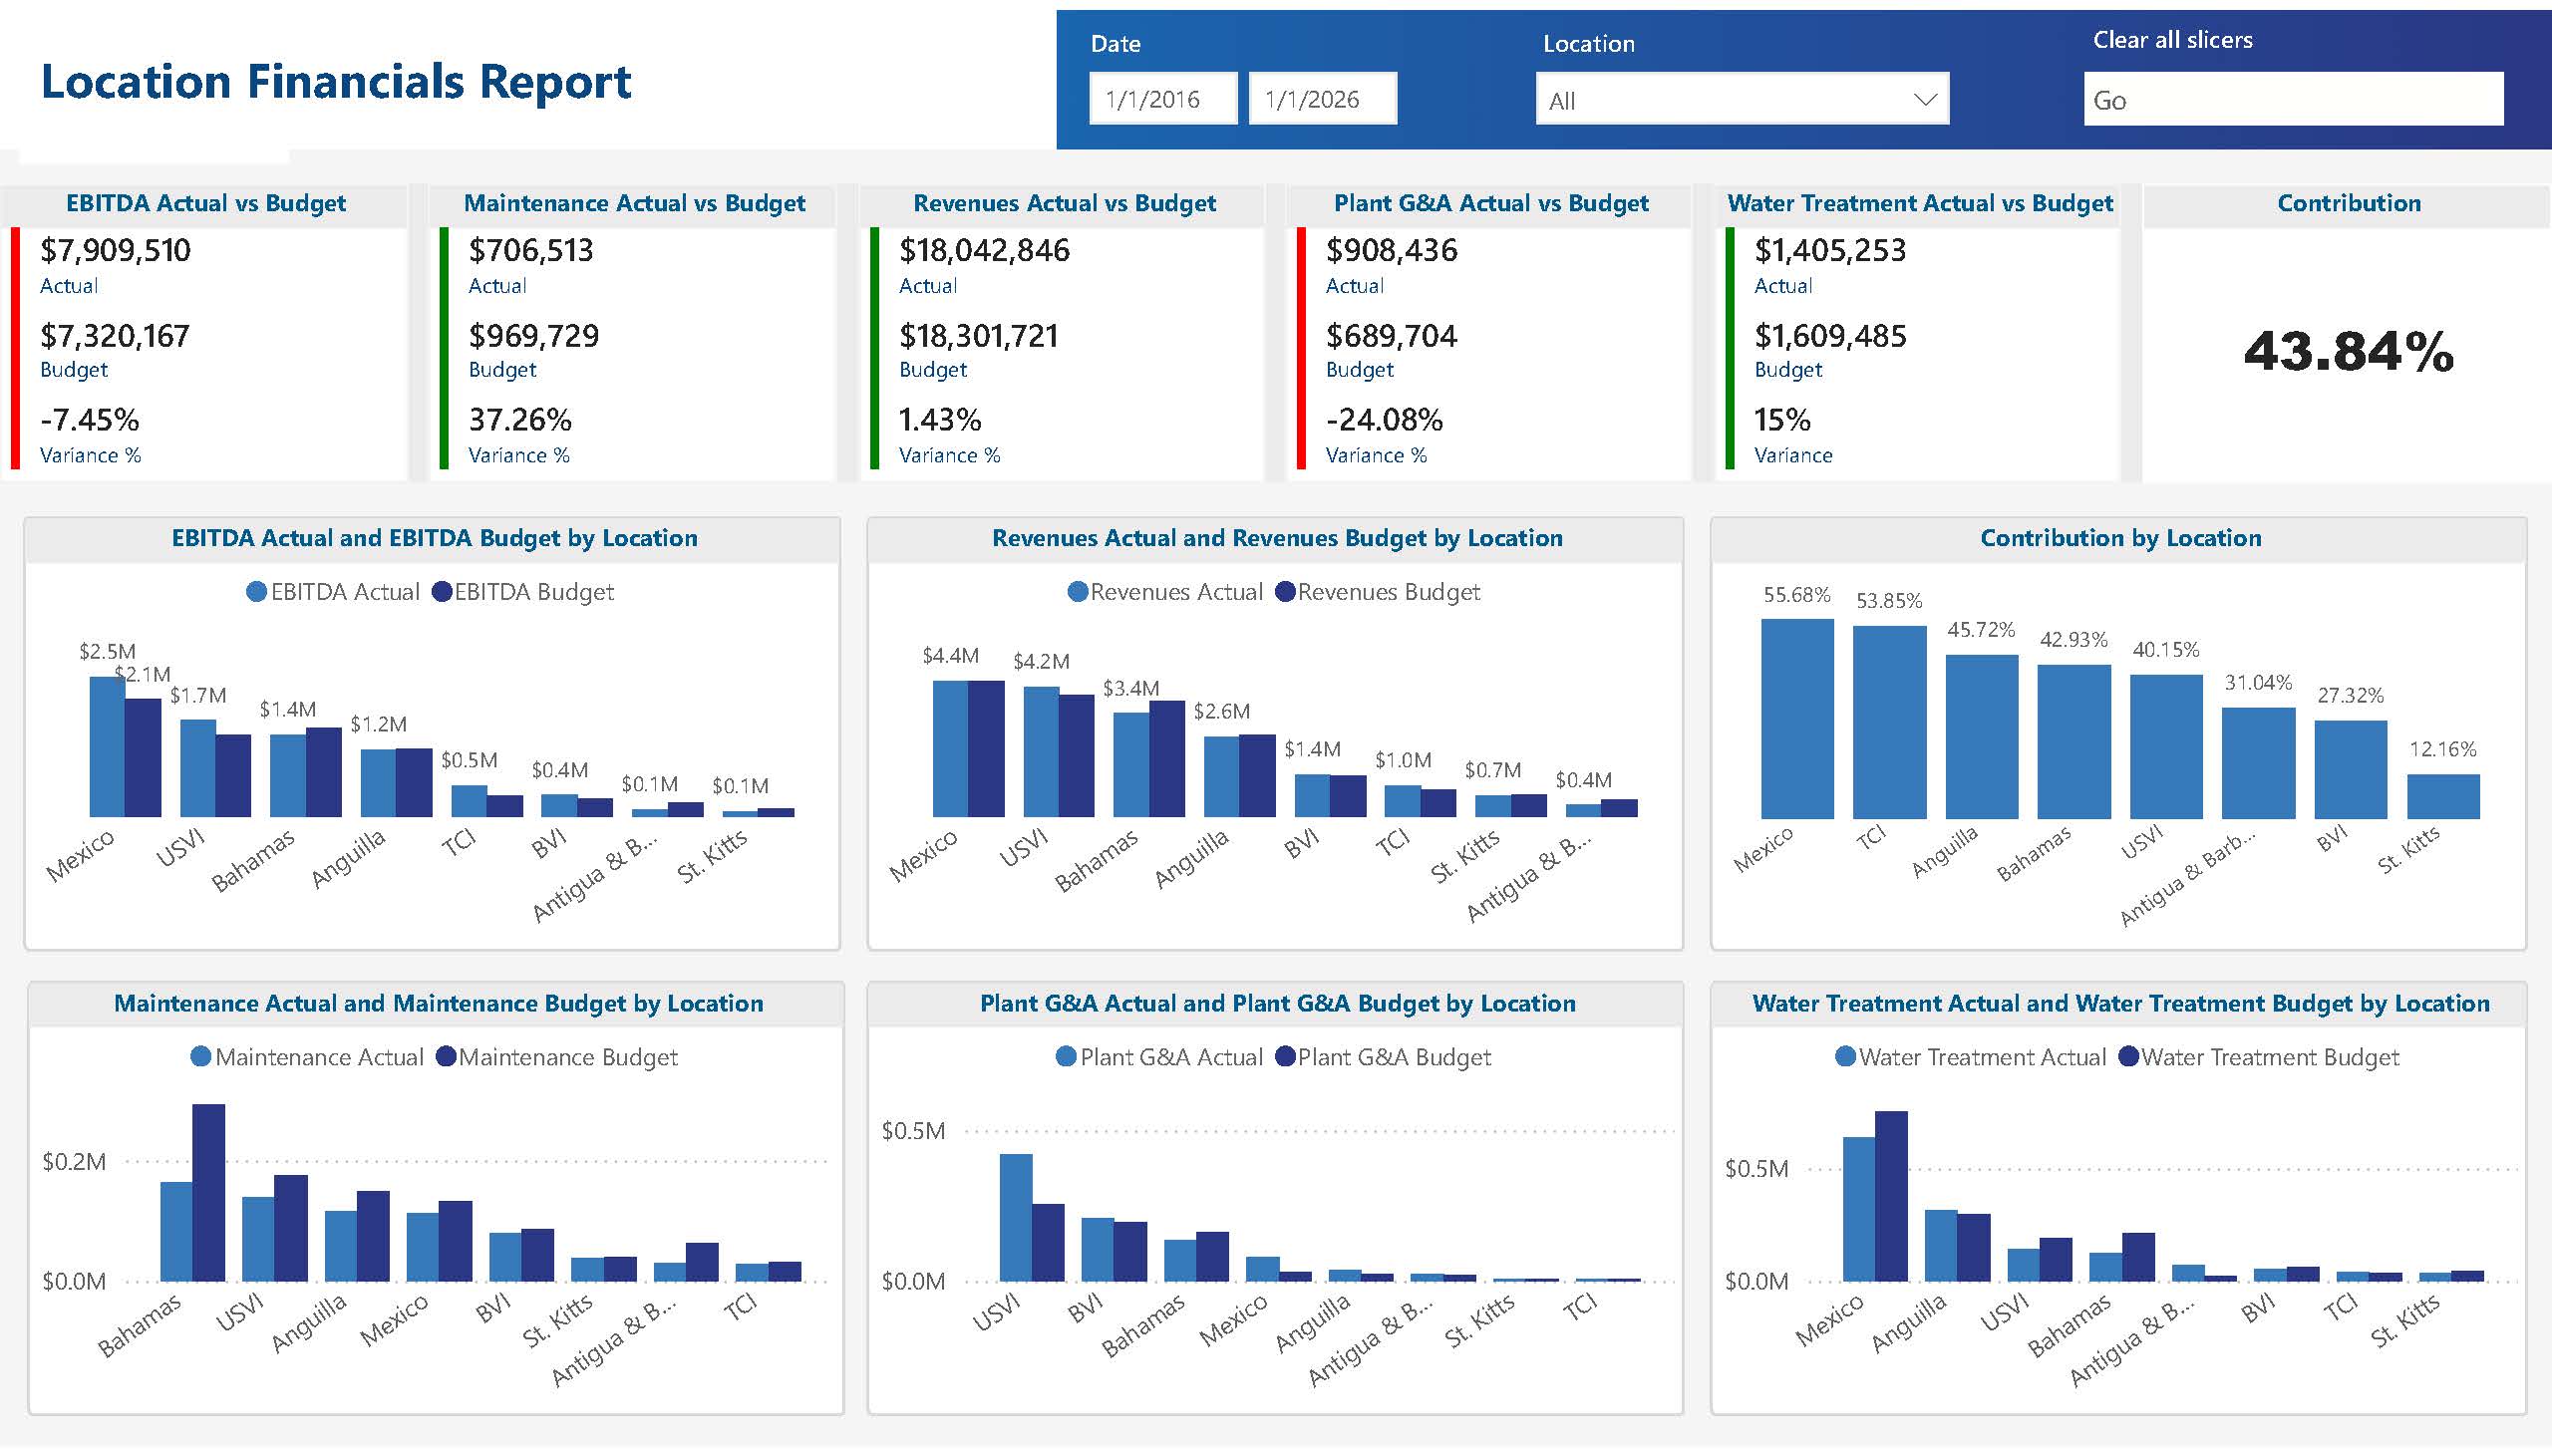 Location Financials Report
Date
1/1/2016 1/1/2026
Location
All
Clear all slicers
Go
EBITDA Actual vs Budget
$7,909,510
Actual
$7,320,167
Budget
-7.45%
Variance %
Maintenance Actual vs Budget
$706,513
Actual
$969,729
Budget
37.26%
Variance %
Revenues Actual vs Budget
$18,042,846
Actual
$18,301,721
Budget
1.43%
Variance %
Plant G&A Actual vs Budget
$908,436
Actual
$689,704
Budget
-24.08%
Variance %
Water Treatment Actual vs Budget
$1,405,253
Actual
$1,609,485
Budget
15%
Variance
Contribution
43.84%
EBITDA Actual and EBITDA Budget by Location
EBITDA Actual EBITDA Budget
$2.5M
$2.1M
$1.7M
$1.4M
$1.2M
$0.5M
$0.4M
$0.1M
$0.1M
Mexico
USVI
Bahamas
Anguilla
TCI
BVI
Antigua & B...
St. Kitts
Revenues Actual and Revenues Budget by Location
Revenues Actual Revenues Budget
$4.4M
$4.2M
$3.4M
$2.6M
$1.4M
$1.0M
$0.7M
$0.4M
Mexico
USVI
Bahamas
Anguilla
BVI
TCI
St. Kitts
Antigua & B...
Contribution by Location
55.68%
53.85%
45.72%
42.93%
40.15%
31.04%
27.32%
12.16%
Mexico
TCI
Anguilla
Bahamas
USVI
Antigua & Barb...
BVI
St. Kitts
Maintenance Actual and Maintenance Budget by Location
Maintenance Actual Maintenance Budget
$0.2M
$0.0M
Bahamas
USVI
Anguilla
Mexico
BVI
St. Kitts
Antigua & B...
TCI
Plant G&A Actual and Plant G&A Budget by Location
Plant G&A Actual Plant G&A Budget
$0.5M
$0.0M
USVI
BVI
Bahamas
Mexico
Anguilla
Antigua & B...
St. Kitts
TCI
Water Treatment Actual and Water Treatment Budget by Location
Water Treatment Actual Water Treatment Budget
$0.5M
$0.0M
Mexico
Anguilla
USVI
Bahamas
Antigua & B...
BVI
TCI
St. Kitts